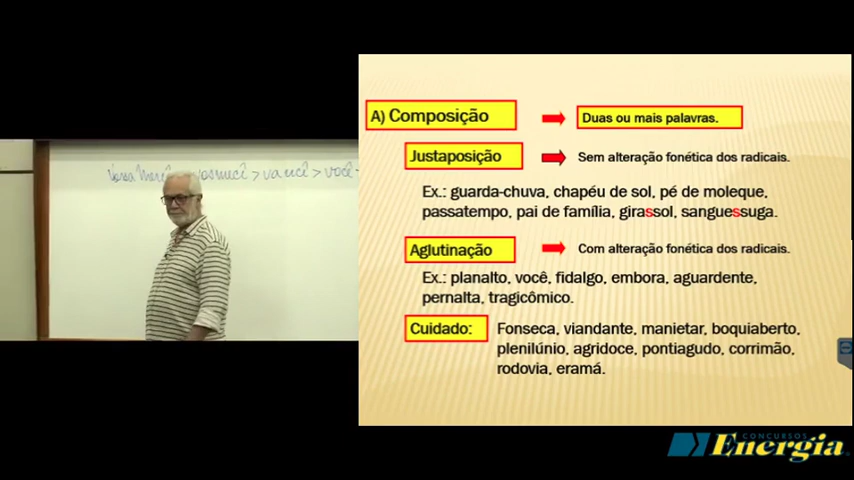 > você
A) Composição
Duas ou mais palavras.
Justaposição
Sem alteração fonética dos radicais.
Ex.: guarda-chuva, chapéu de sol, pé de moleque,
passatempo, pai de família, girassol, sanguessuga.
Aglutinação
Com alteração fonética dos radicais.
Ex.: planalto, você, fidalgo, embora, aguardente,
pernalta, tragicômico.
Cuidado:
Fonseca, viandante, manietar, boquiaberto,
plenilúnio, agridoce, pontiagudo, corrimão,
rodovia, eramá.
CONCURSOS
Energia